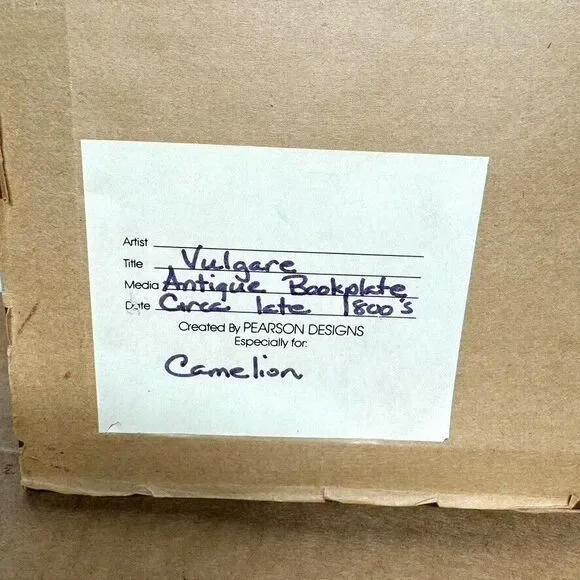 Artist
Title Vulgare
Media Antique Bookplate
Date Circa late 1800's
Created By PEARSON DESIGNS
Especially for:
Camelion